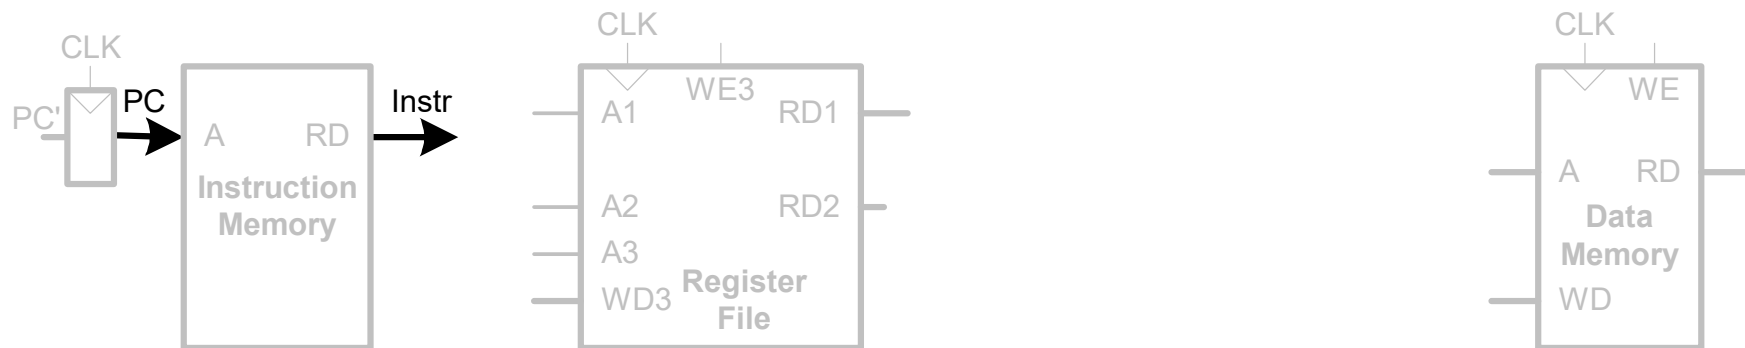 CLK
PC'
PC
A
RD
Instruction
Memory
Instr
CLK
WE3
A1
RD1
A2
RD2
A3
WD3
Register
File
CLK
WE
A
RD
Data
Memory
WD